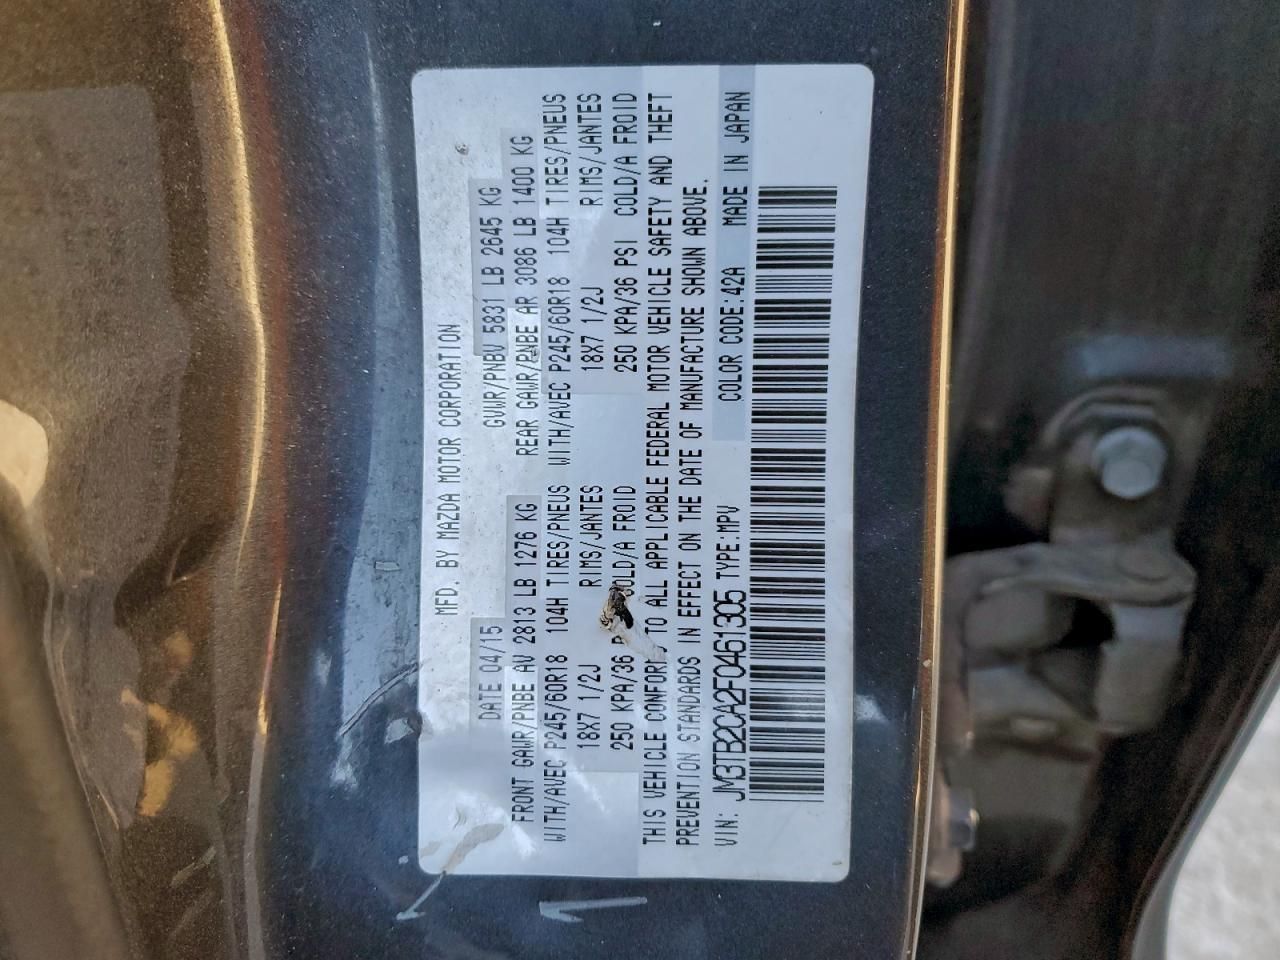 MFD. BY MAZDA MOTOR CORPORATION
DATE 04/15 GVWR/PNBV 5831 LB 2645 KG
FRONT GAWR/PNBE AV 2813 LB 1276 KG REAR GAWR/PNBE AR 3086 LB 1400 KG
WITH/AVEC P245/60R18 104H TIRES/PNEUS WITH/AVEC P245/60R18 104H TIRES/PNEUS
18X7 1/2J RIMS/JANTES 18X7 1/2J RIMS/JANTES
250 KPA/36 P COLD/A FROID 250 KPA/36 PSI COLD/A FROID
THIS VEHICLE CONFORMS TO ALL APPLICABLE FEDERAL MOTOR VEHICLE SAFETY AND THEFT
PREVENTION STANDARDS IN EFFECT ON THE DATE OF MANUFACTURE SHOWN ABOVE.
VIN: JM3TB2CA2F0461305 TYPE:MPV COLOR CODE:42A MADE IN JAPAN